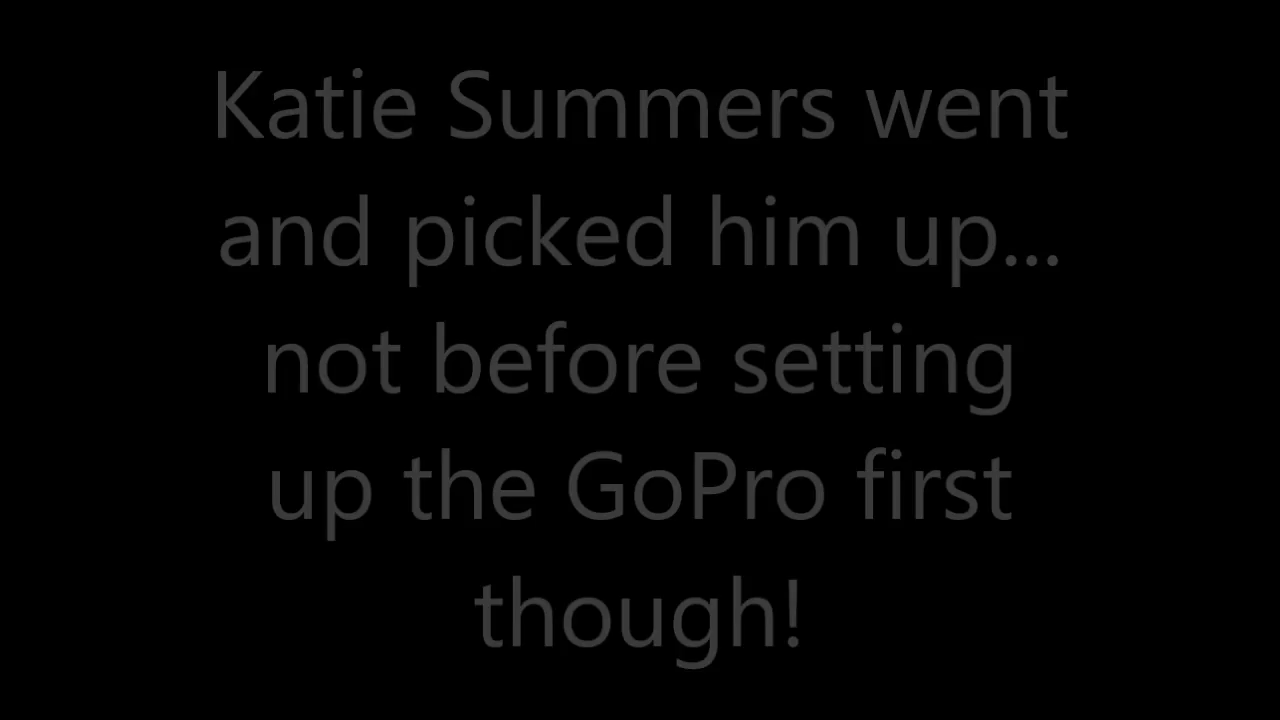 Katie Summers went
and picked him up...
not before setting
up the GoPro first
though!